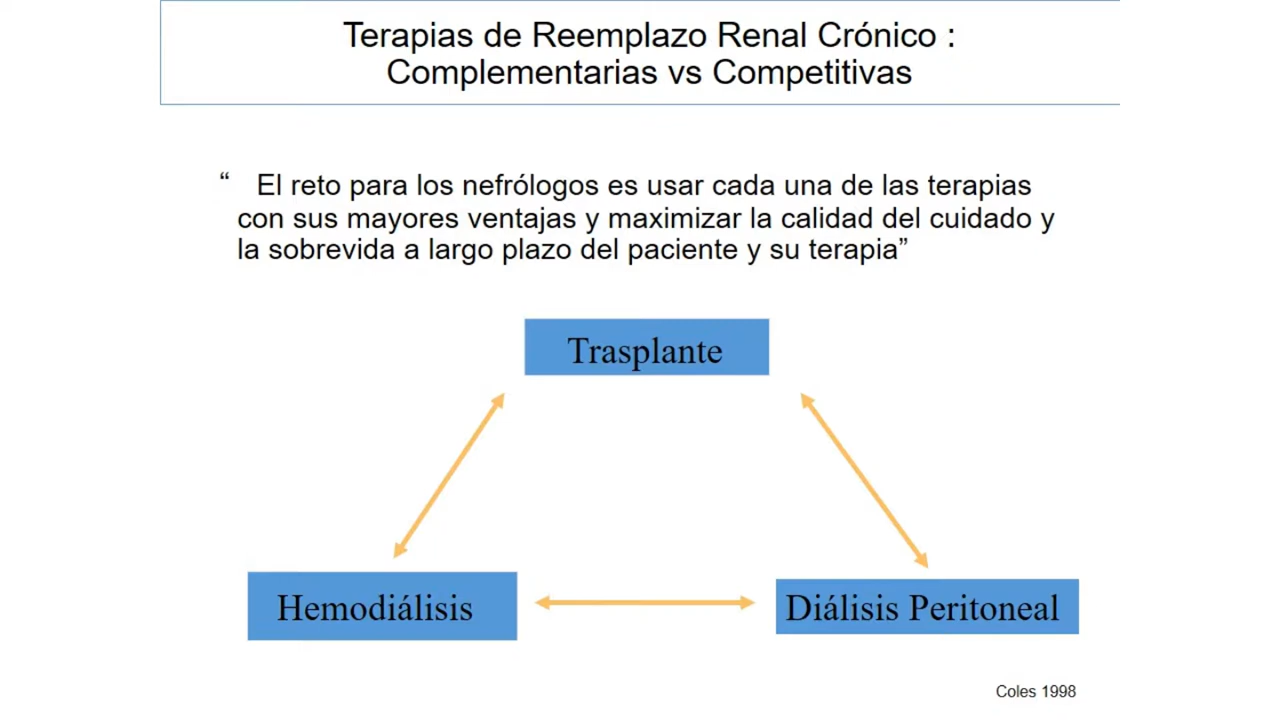 Terapias de Reemplazo Renal Crónico :
Complementarias vs Competitivas
“ El reto para los nefrólogos es usar cada una de las terapias
con sus mayores ventajas y maximizar la calidad del cuidado y
la sobrevida a largo plazo del paciente y su terapia”
Trasplante
Hemodiálisis
Diálisis Peritoneal
Coles 1998